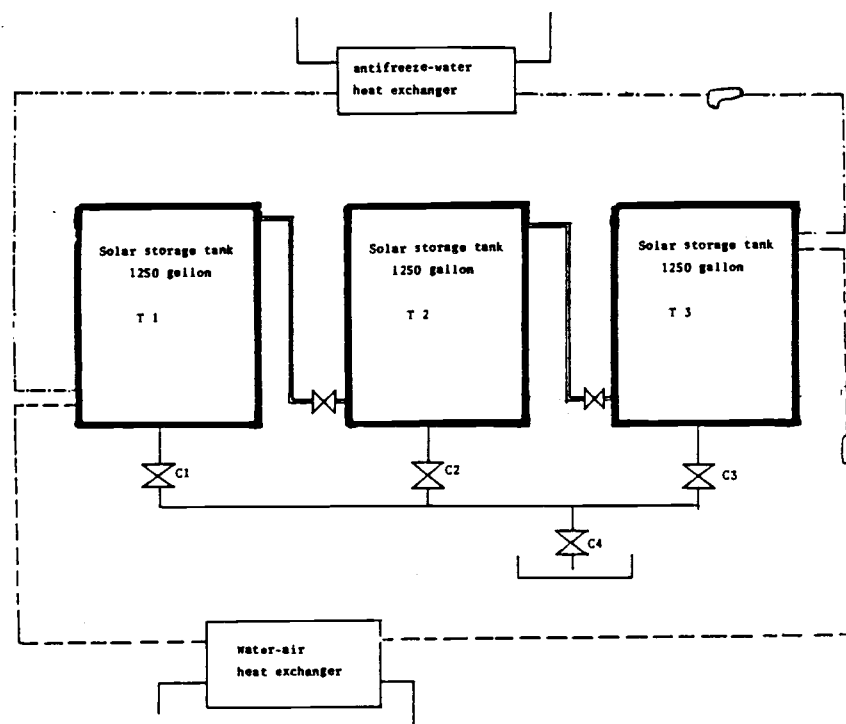 antifreeze-water
heat exchanger
Solar storage tank
1250 gallon
T 1
Solar storage tank
1250 gallon
T 2
Solar storage tank
1250 gallon
T 3
C1
C2
C3
C4
Water-air
heat exchanger